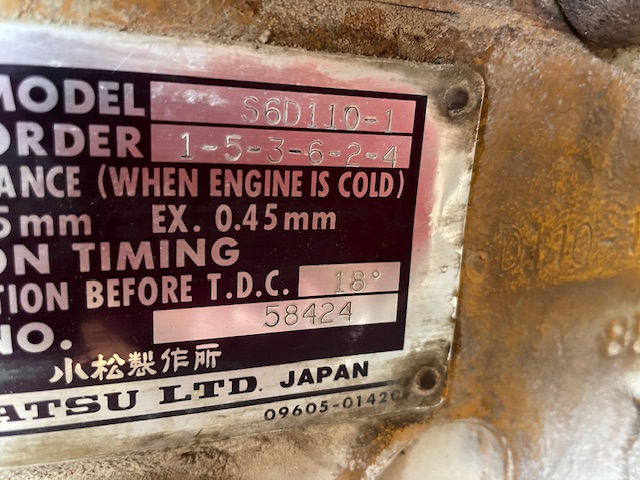 MODEL S6D110-1
ORDER 1-5-3-6-2-4
ANCE (WHEN ENGINE IS COLD)
5mm EX. 0.45mm
ON TIMING
TION BEFORE T.D.C. 18°
NO. 58424
小松製作所
ATSU LTD. JAPAN
09605-0142
D110-